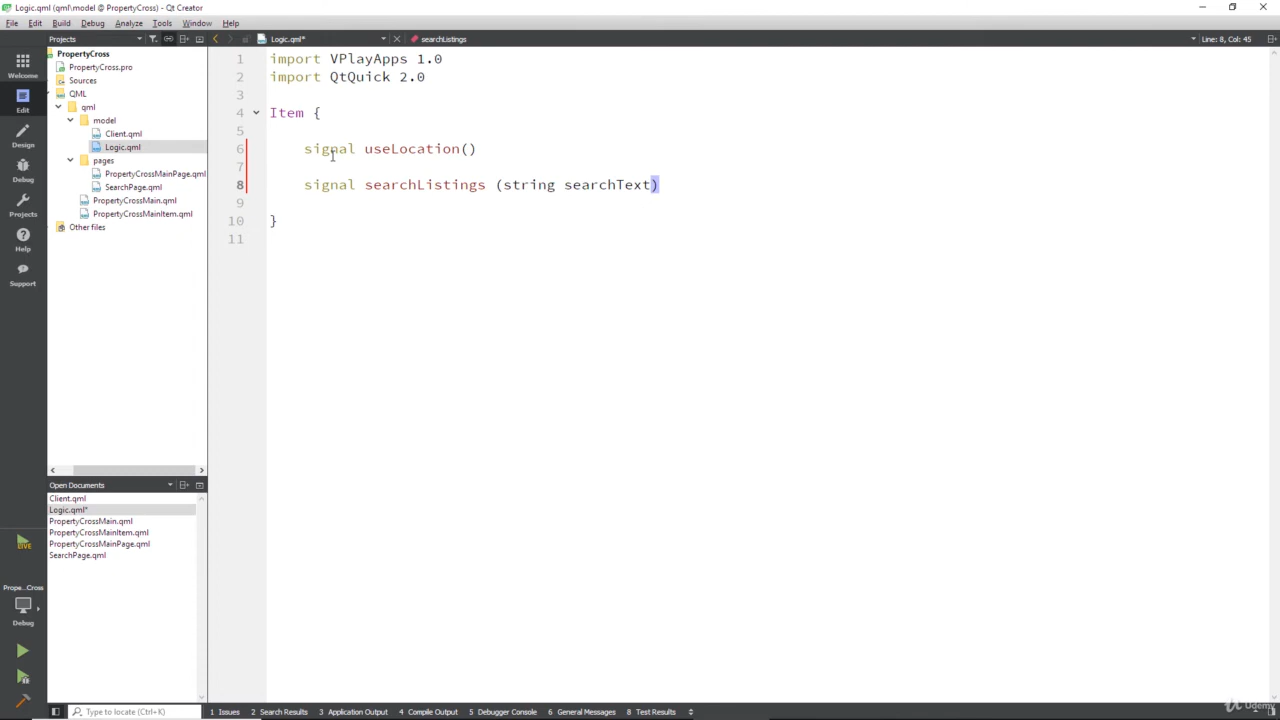 Logic.qml (qml\model @ PropertyCross) - Qt Creator
File Edit Build Debug Analyze Tools Window Help
Projects
Logic.qml*
searchListings
Line: 8, Col: 45
Welcome
Edit
Design
Debug
Projects
Help
Support
PropertyCross
PropertyCross.pro
Sources
QML
qml
model
Client.qml
Logic.qml
pages
PropertyCrossMainPage.qml
SearchPage.qml
PropertyCrossMain.qml
PropertyCrossMainItem.qml
Other files
1 import VPlayApps 1.0
2 import QtQuick 2.0
3
4 Item {
5
6 signal useLocation()
7
8 signal searchListings (string searchText)
9
10 }
11
Open Documents
Client.qml
Logic.qml*
PropertyCrossMain.qml
PropertyCrossMainItem.qml
PropertyCrossMainPage.qml
SearchPage.qml
LIVE
Prope...Cross
Debug
Type to locate (Ctrl+K)
1 Issues 2 Search Results 3 Application Output 4 Compile Output 5 Debugger Console 6 General Messages 8 Test Results
Udemy